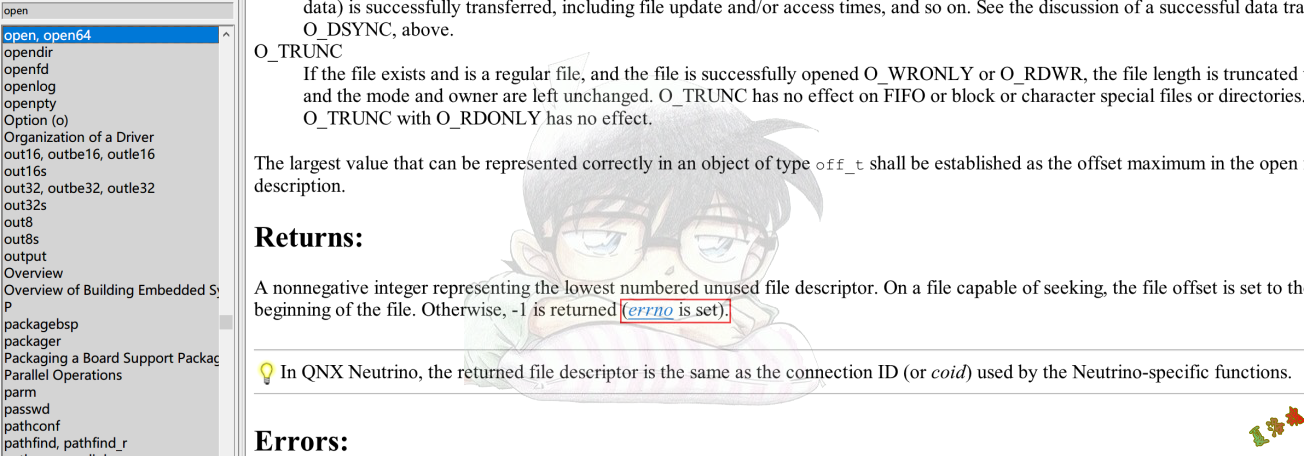 open
open, open64
opendir
openfd
openlog
openpty
Option (o)
Organization of a Driver
out16, outbe16, outle16
out16s
out32, outbe32, outle32
out32s
out8
out8s
output
Overview
Overview of Building Embedded Sy
P
packagebsp
packager
Packaging a Board Support Packag
Parallel Operations
parm
passwd
pathconf
pathfind, pathfind_r
data) is successfully transferred, including file update and/or access times, and so on. See the discussion of a successful data tra
O_DSYNC, above.
O_TRUNC
If the file exists and is a regular file, and the file is successfully opened O_WRONLY or O_RDWR, the file length is truncated
and the mode and owner are left unchanged. O_TRUNC has no effect on FIFO or block or character special files or directories.
O_TRUNC with O_RDONLY has no effect.
The largest value that can be represented correctly in an object of type off_t shall be established as the offset maximum in the open
description.
Returns:
A nonnegative integer representing the lowest numbered unused file descriptor. On a file capable of seeking, the file offset is set to the
beginning of the file. Otherwise, -1 is returned (errno is set).
In QNX Neutrino, the returned file descriptor is the same as the connection ID (or coid) used by the Neutrino-specific functions.
Errors: